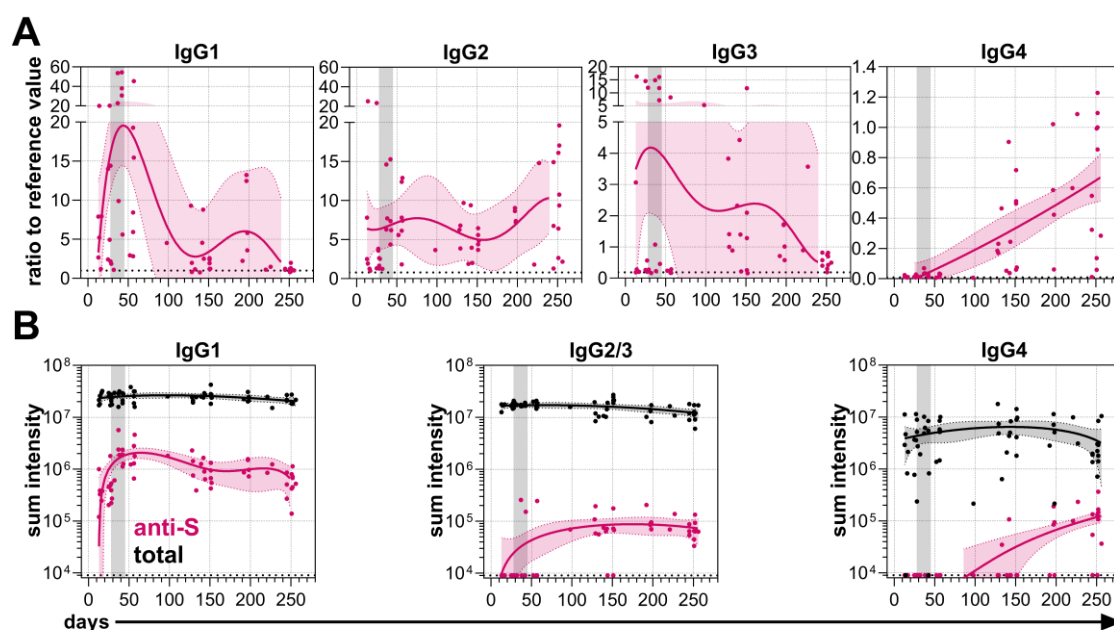 A
IgG1 IgG2 IgG3 IgG4
ratio to reference value
60 40 20 20 15 10 5 0
60 40 20 20 15 10 5 0
20 15 10 5 5 4 3 2 1 0
1.4 1.2 1.0 0.8 0.6 0.4 0.2 0.0
0 50 100 150 200 250 0 50 100 150 200 250 0 50 100 150 200 250 0 50 100 150 200 250
B
IgG1 IgG2/3 IgG4
sum intensity sum intensity sum intensity
10⁸ 10⁸ 10⁸
10⁷ 10⁷ 10⁷
10⁶ 10⁶ 10⁶
10⁵ 10⁵ 10⁵
10⁴ 10⁴ 10⁴
anti-S
total
0 50 100 150 200 250 0 50 100 150 200 250 0 50 100 150 200 250
days